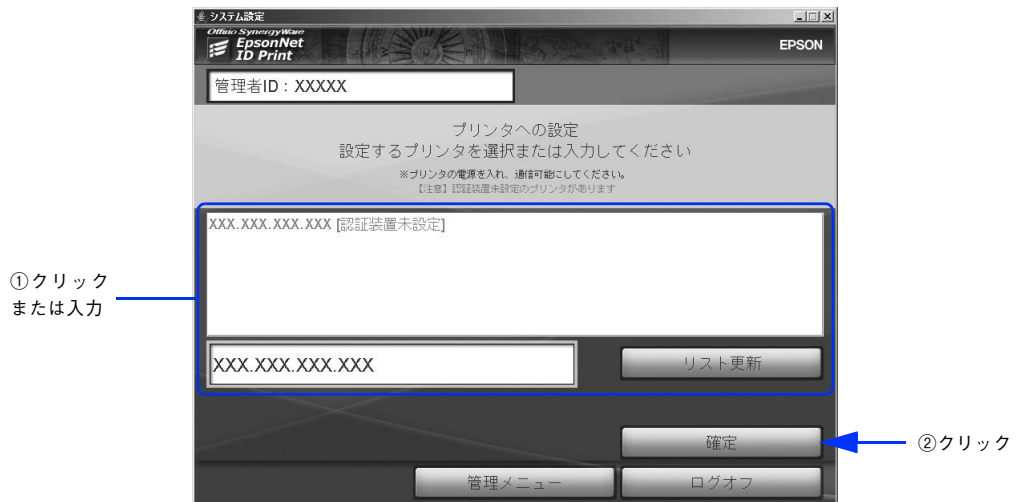 システム設定
Offirio SynergyWare
EpsonNet
ID Print
EPSON
管理者ID：XXXXX
プリンタへの設定
設定するプリンタを選択または入力してください
※プリンタの電源を入れ、通信可能にしてください。
【注意】認証装置未設定のプリンタがあります
XXX.XXX.XXX.XXX [認証装置未設定]
①クリック
または入力
XXX.XXX.XXX.XXX
リスト更新
確定
②クリック
管理メニュー
ログオフ